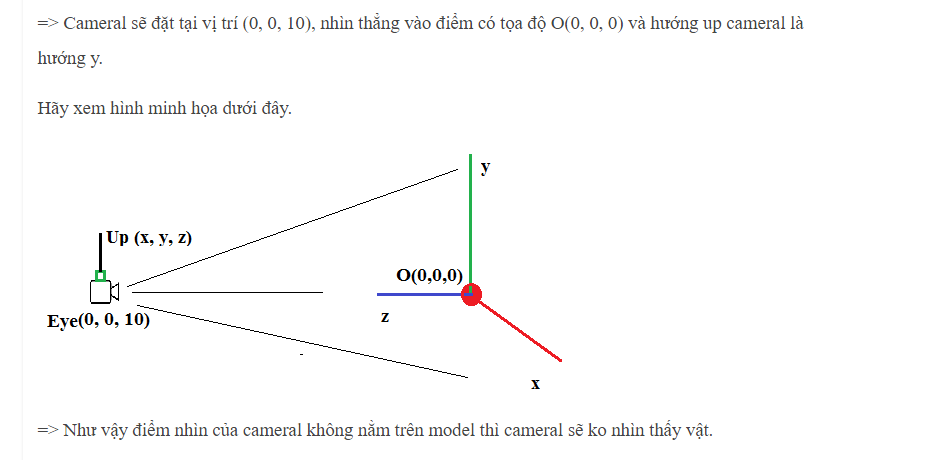 => Cameral sẽ đặt tại vị trí (0, 0, 10), nhìn thẳng vào điểm có tọa độ O(0, 0, 0) và hướng up cameral là
hướng y.
Hãy xem hình minh họa dưới đây.
y
Up (x, y, z)
O(0,0,0)
z
Eye(0, 0, 10)
x
=> Như vậy điểm nhìn của cameral không nằm trên model thì cameral sẽ ko nhìn thấy vật.